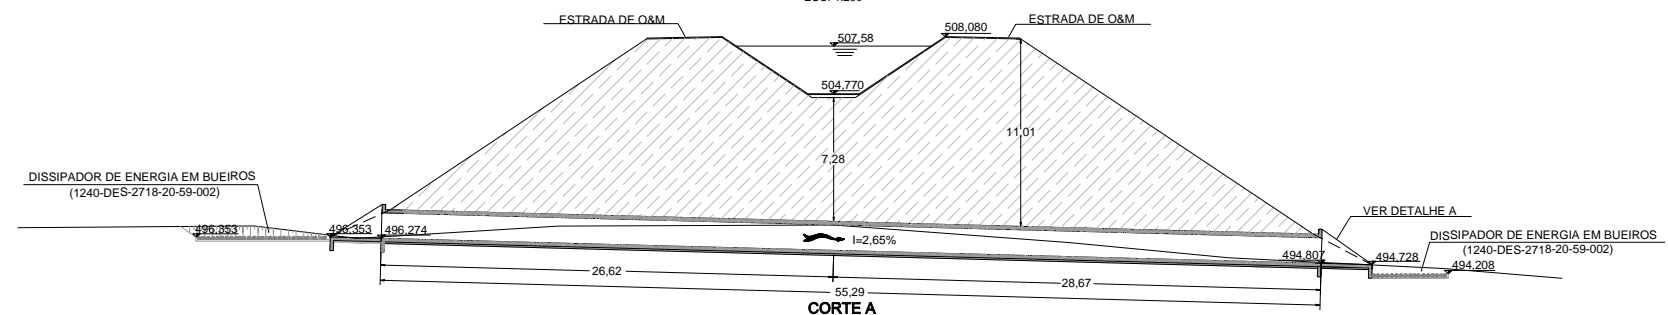 ESTRADA DE O&M
507,58
508,080
ESTRADA DE O&M
504,770
11,01
7,28
DISSIPADOR DE ENERGIA EM BUEIROS
(1240-DES-2718-20-59-002)
VER DETALHE A
496,353
496,353
496,274
I=2,65%
DISSIPADOR DE ENERGIA EM BUEIROS
(1240-DES-2718-20-59-002)
494,807
494,728
494,208
26,62
28,67
55,29
CORTE A